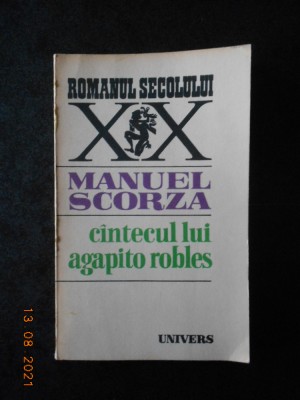 ROMANUL SECOLULUI
XX
MANUEL
SCORZA
cîntecul lui
agapito robles
UNIVERS
13 08 2021